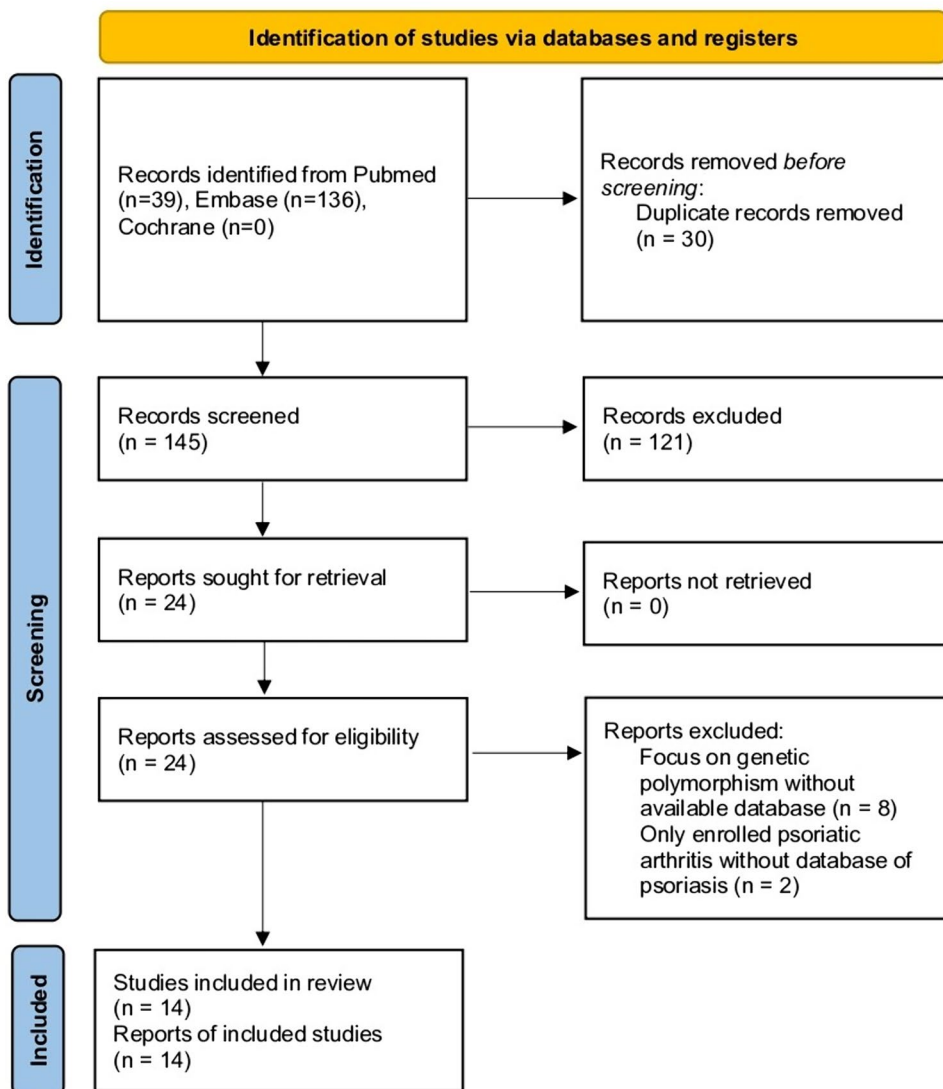 Identification of studies via databases and registers
Identification
Records identified from Pubmed
(n=39), Embase (n=136),
Cochrane (n=0)
Records removed before
screening:
Duplicate records removed
(n = 30)
Screening
Records screened
(n = 145)
Records excluded
(n = 121)
Reports sought for retrieval
(n = 24)
Reports not retrieved
(n = 0)
Reports assessed for eligibility
(n = 24)
Reports excluded:
Focus on genetic
polymorphism without
available database (n = 8)
Only enrolled psoriatic
arthritis without database of
psoriasis (n = 2)
Included
Studies included in review
(n = 14)
Reports of included studies
(n = 14)